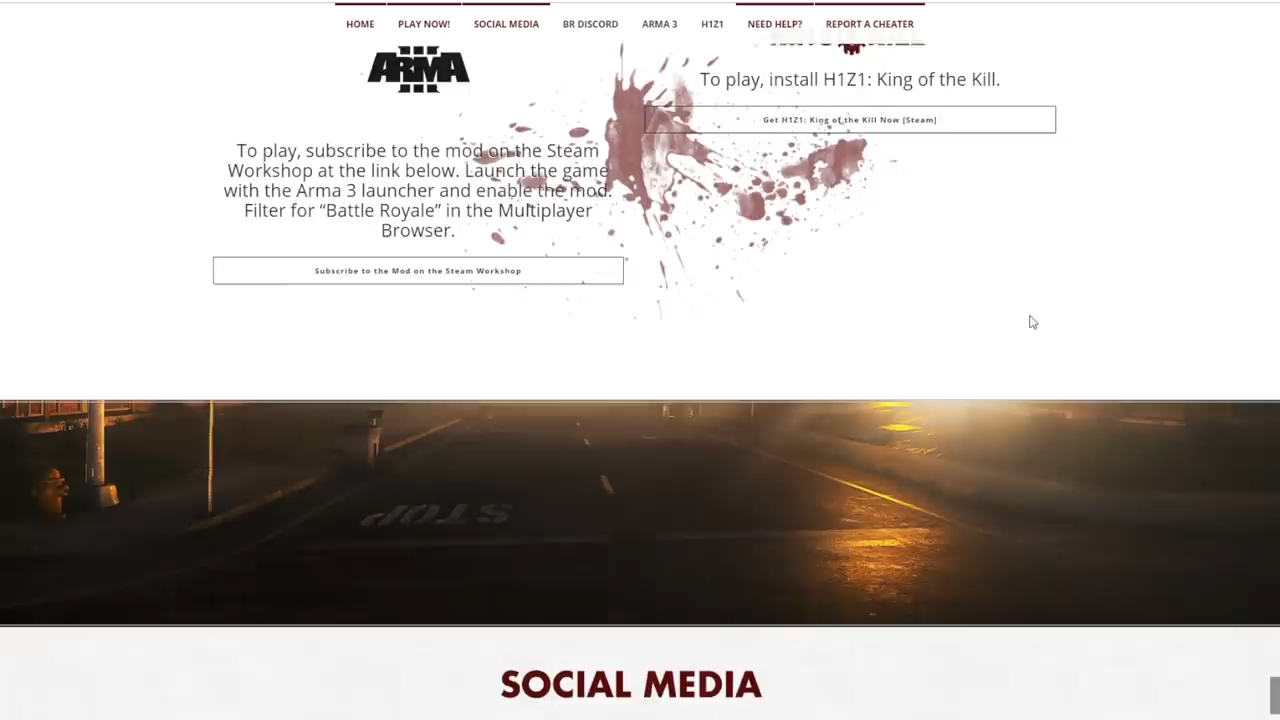 HOME PLAY NOW! SOCIAL MEDIA BR DISCORD ARMA 3 H1Z1 NEED HELP? REPORT A CHEATER
ARMA
III
To play, subscribe to the mod on the Steam
Workshop at the link below. Launch the game
with the Arma 3 launcher and enable the mod.
Filter for “Battle Royale” in the Multiplayer
Browser.
Subscribe to the Mod on the Steam Workshop
To play, install H1Z1: King of the Kill.
Get H1Z1: King of the Kill Now [Steam]
STOP
SOCIAL MEDIA